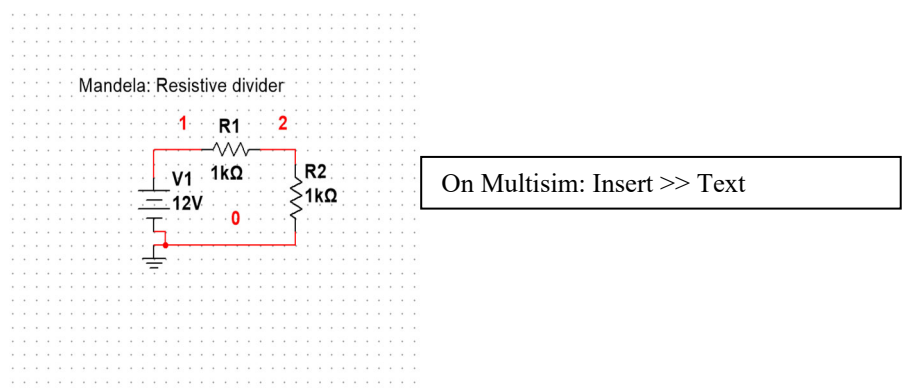 Mandela: Resistive divider
1 R1 2
1kΩ
V1
12V
R2
1kΩ
0
On Multisim: Insert >> Text